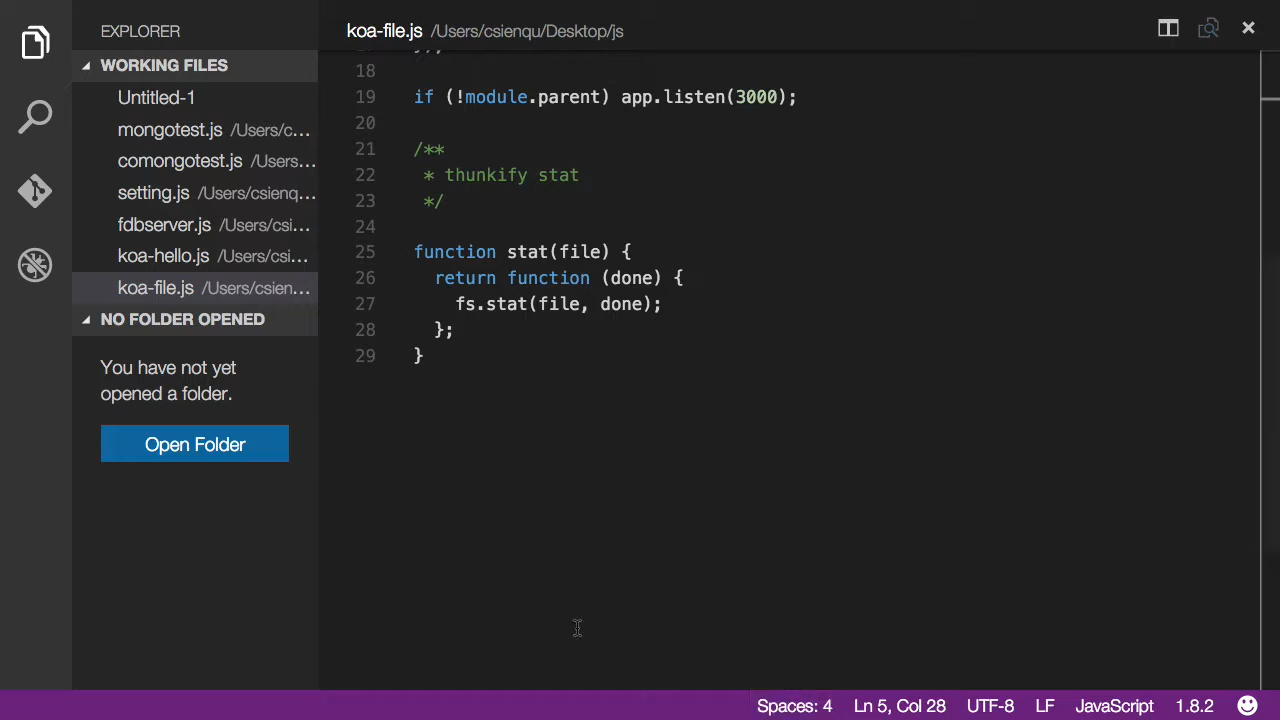 EXPLORER
WORKING FILES
Untitled-1
mongotest.js /Users/c...
comongotest.js /Users...
setting.js /Users/csienq...
fdbserver.js /Users/csi...
koa-hello.js /Users/csi...
koa-file.js /Users/csien...
NO FOLDER OPENED
You have not yet
opened a folder.
Open Folder
koa-file.js /Users/csienqu/Desktop/js
18
19 if (!module.parent) app.listen(3000);
20
21 /**
22 * thunkify stat
23 */
24
25 function stat(file) {
26 return function (done) {
27 fs.stat(file, done);
28 };
29 }
Spaces: 4 Ln 5, Col 28 UTF-8 LF JavaScript 1.8.2